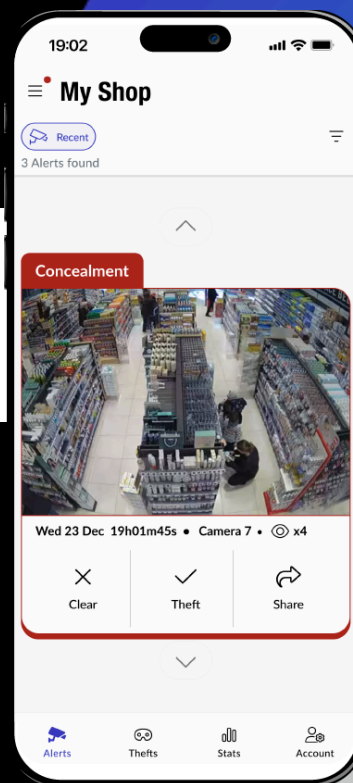 19:02
My Shop
Recent
3 Alerts found
Concealment
Wed 23 Dec 19h01m45s • Camera 7 • x4
Clear
Theft
Share
Alerts
Thefts
Stats
Account